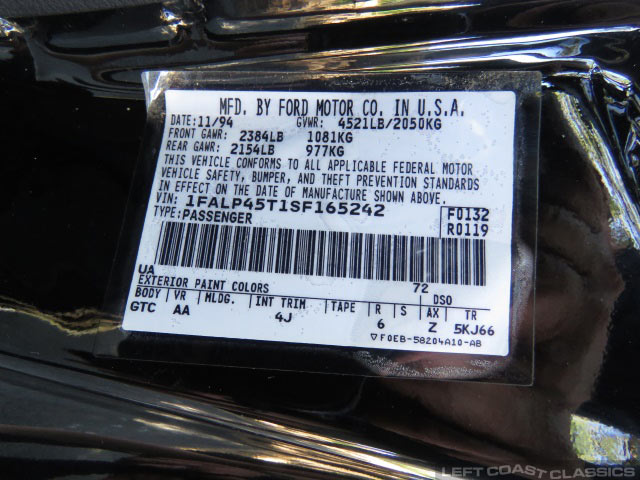 MFD. BY FORD MOTOR CO. IN U.S.A.
DATE: 11/94 GVWR: 4521LB/2050KG
FRONT GAWR: 2384LB 1081KG
REAR GAWR: 2154LB 977KG
THIS VEHICLE CONFORMS TO ALL APPLICABLE FEDERAL MOTOR
VEHICLE SAFETY, BUMPER, AND THEFT PREVENTION STANDARDS
IN EFFECT ON THE DATE OF MANUFACTURE SHOWN ABOVE.
VIN: 1FALP45T1SF165242 F0132
TYPE: PASSENGER R0119
UA
EXTERIOR PAINT COLORS 72 DSO
BODY VR MLDG. INT TRIM TAPE R S AX TR
GTC AA 4J 6 Z 5KJ66
▽F0EB-58204A10-AB
LEFT COAST CLASSICS